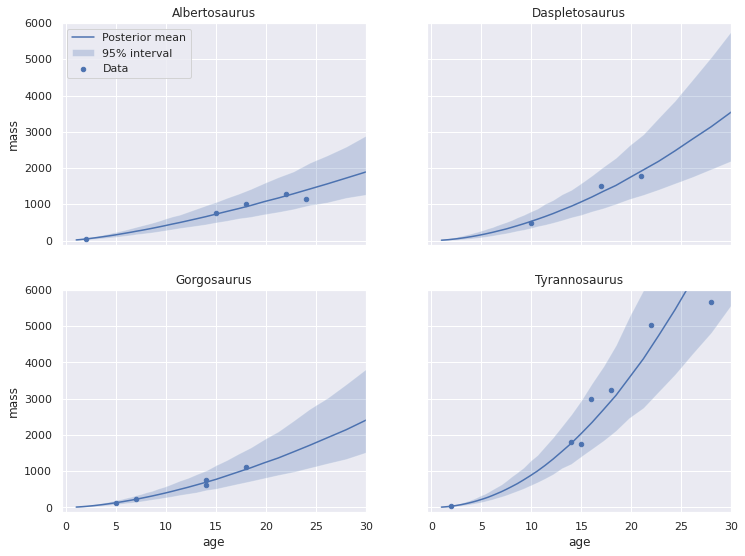 Albertosaurus
Daspletosaurus
6000
5000
4000
3000
2000
1000
0
mass
Posterior mean
95% interval
Data
Gorgosaurus
Tyrannosaurus
6000
5000
4000
3000
2000
1000
0
mass
0 5 10 15 20 25 30
age
0 5 10 15 20 25 30
age